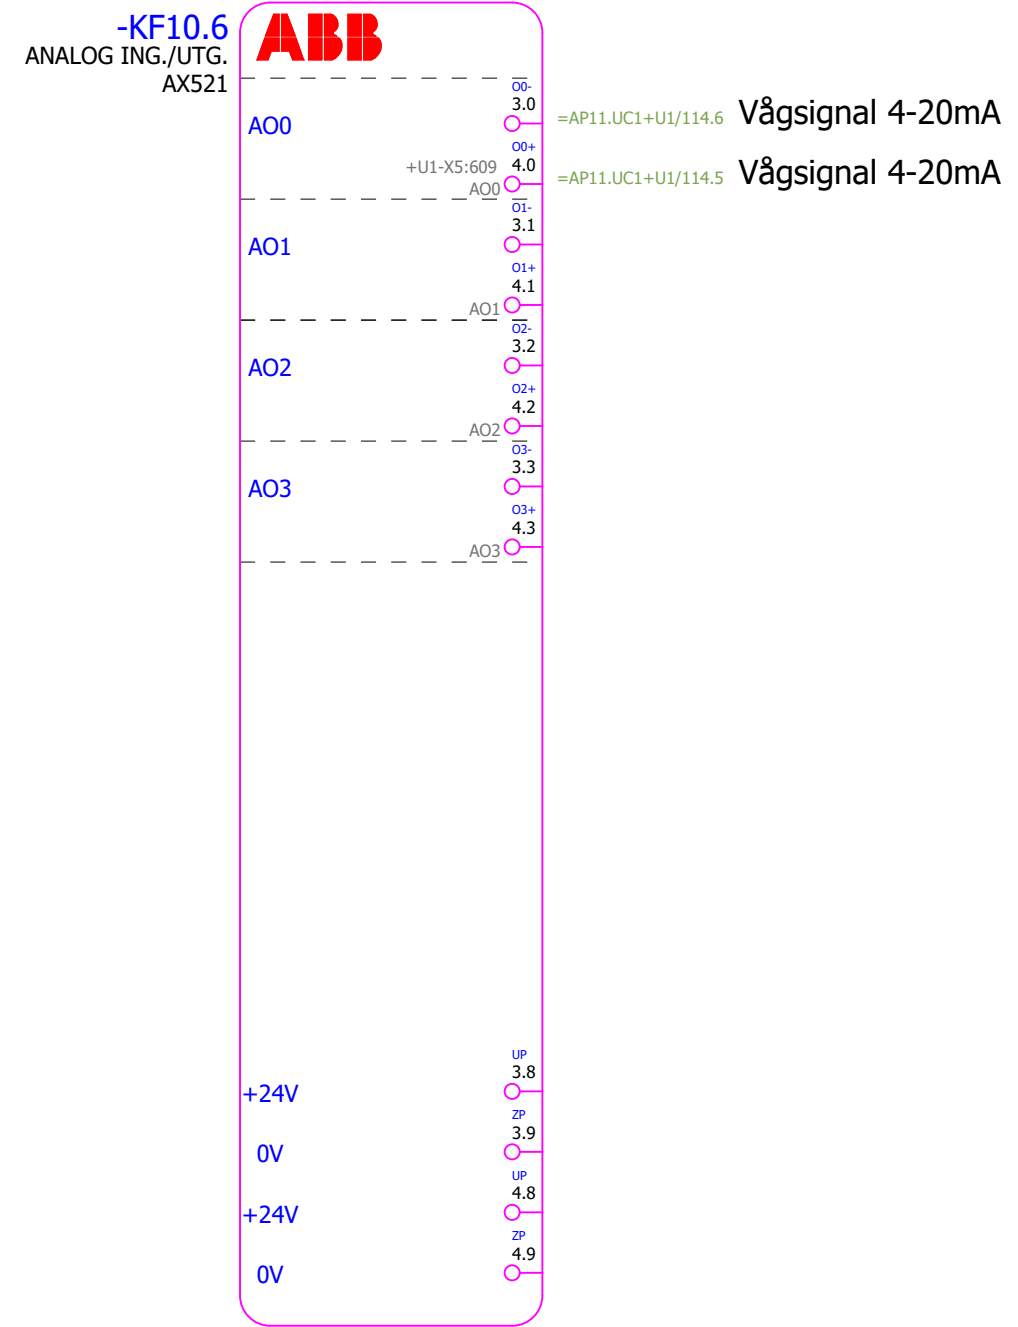 -KF10.6
ANALOG ING./UTG.
AX521
ABB
AO0
O0-
3.0
=AP11.UC1+U1/114.6 Vågsignal 4-20mA
O0+
+U1-X5:609 4.0
AO0
=AP11.UC1+U1/114.5 Vågsignal 4-20mA
O1-
3.1
AO1
O1+
4.1
AO1
O2-
3.2
AO2
O2+
4.2
AO2
O3-
3.3
AO3
O3+
4.3
AO3
UP
3.8
+24V
ZP
3.9
0V
UP
4.8
+24V
ZP
4.9
0V